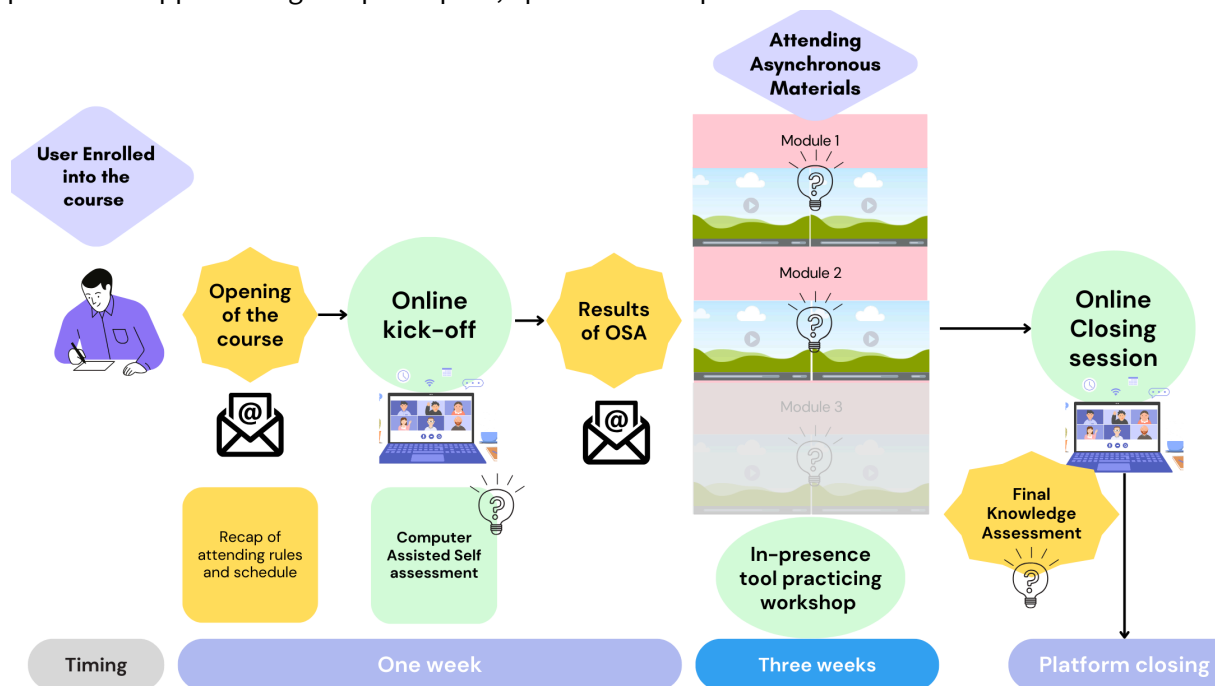 Attending
Asynchronous
Materials
User Enrolled
into the
course
Module 1
Opening
of the
course
Online
kick-off
Results
of OSA
Module 2
Online
Closing
session
Module 3
@
@
Recap of
attending rules
and schedule
Computer
Assisted Self
assessment
In-presence
tool practicing
workshop
Final
Knowledge
Assessment
Timing
One week
Three weeks
Platform closing